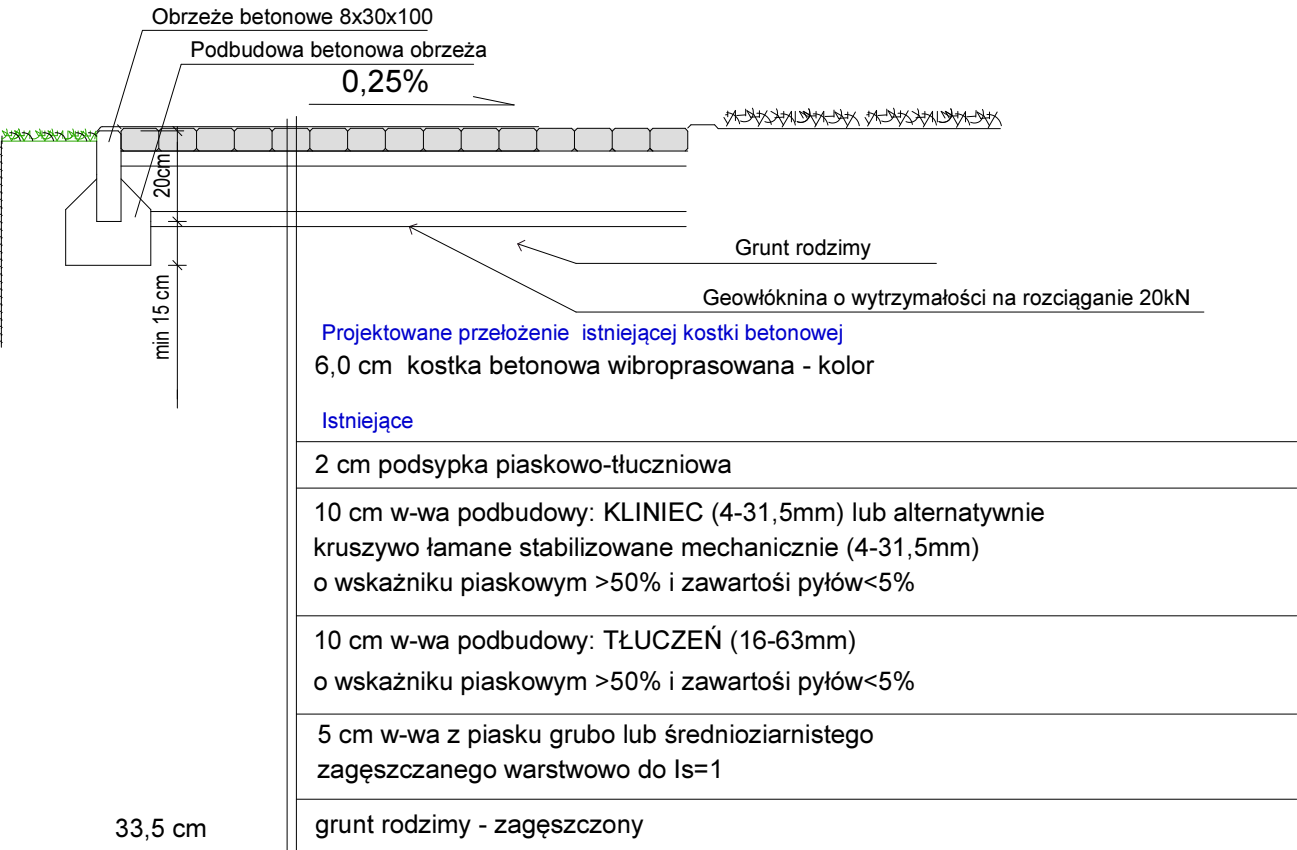 Obrzeże betonowe 8x30x100
Podbudowa betonowa obrzeża
0,25%
20cm
min 15 cm
Grunt rodzimy
Geowłóknina o wytrzymałości na rozciąganie 20kN
Projektowane przełożenie istniejącej kostki betonowej
6,0 cm kostka betonowa wibroprasowana - kolor
Istniejące
2 cm podsypka piaskowo-tłuczniowa
10 cm w-wa podbudowy: KLINIEC (4-31,5mm) lub alternatywnie
kruszywo łamane stabilizowane mechanicznie (4-31,5mm)
o wskażniku piaskowym >50% i zawartośi pyłów<5%
10 cm w-wa podbudowy: TŁUCZEŃ (16-63mm)
o wskażniku piaskowym >50% i zawartośi pyłów<5%
5 cm w-wa z piasku grubo lub średnioziarnistego
zagęszczanego warstwowo do Is=1
33,5 cm
grunt rodzimy - zagęszczony